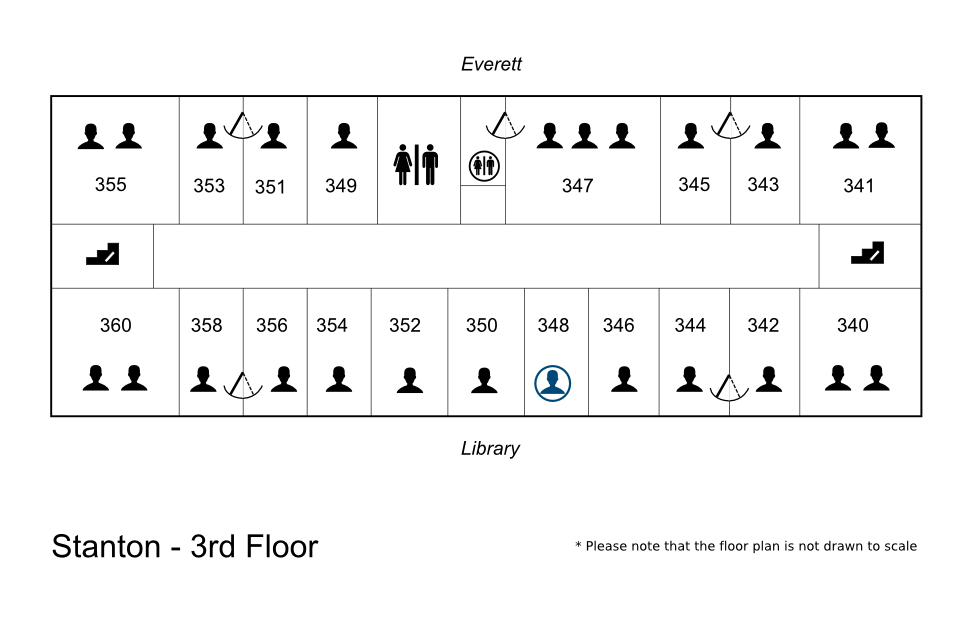 Everett
355 353 351 349 347 345 343 341
360 358 356 354 352 350 348 346 344 342 340
Library
Stanton - 3rd Floor
* Please note that the floor plan is not drawn to scale